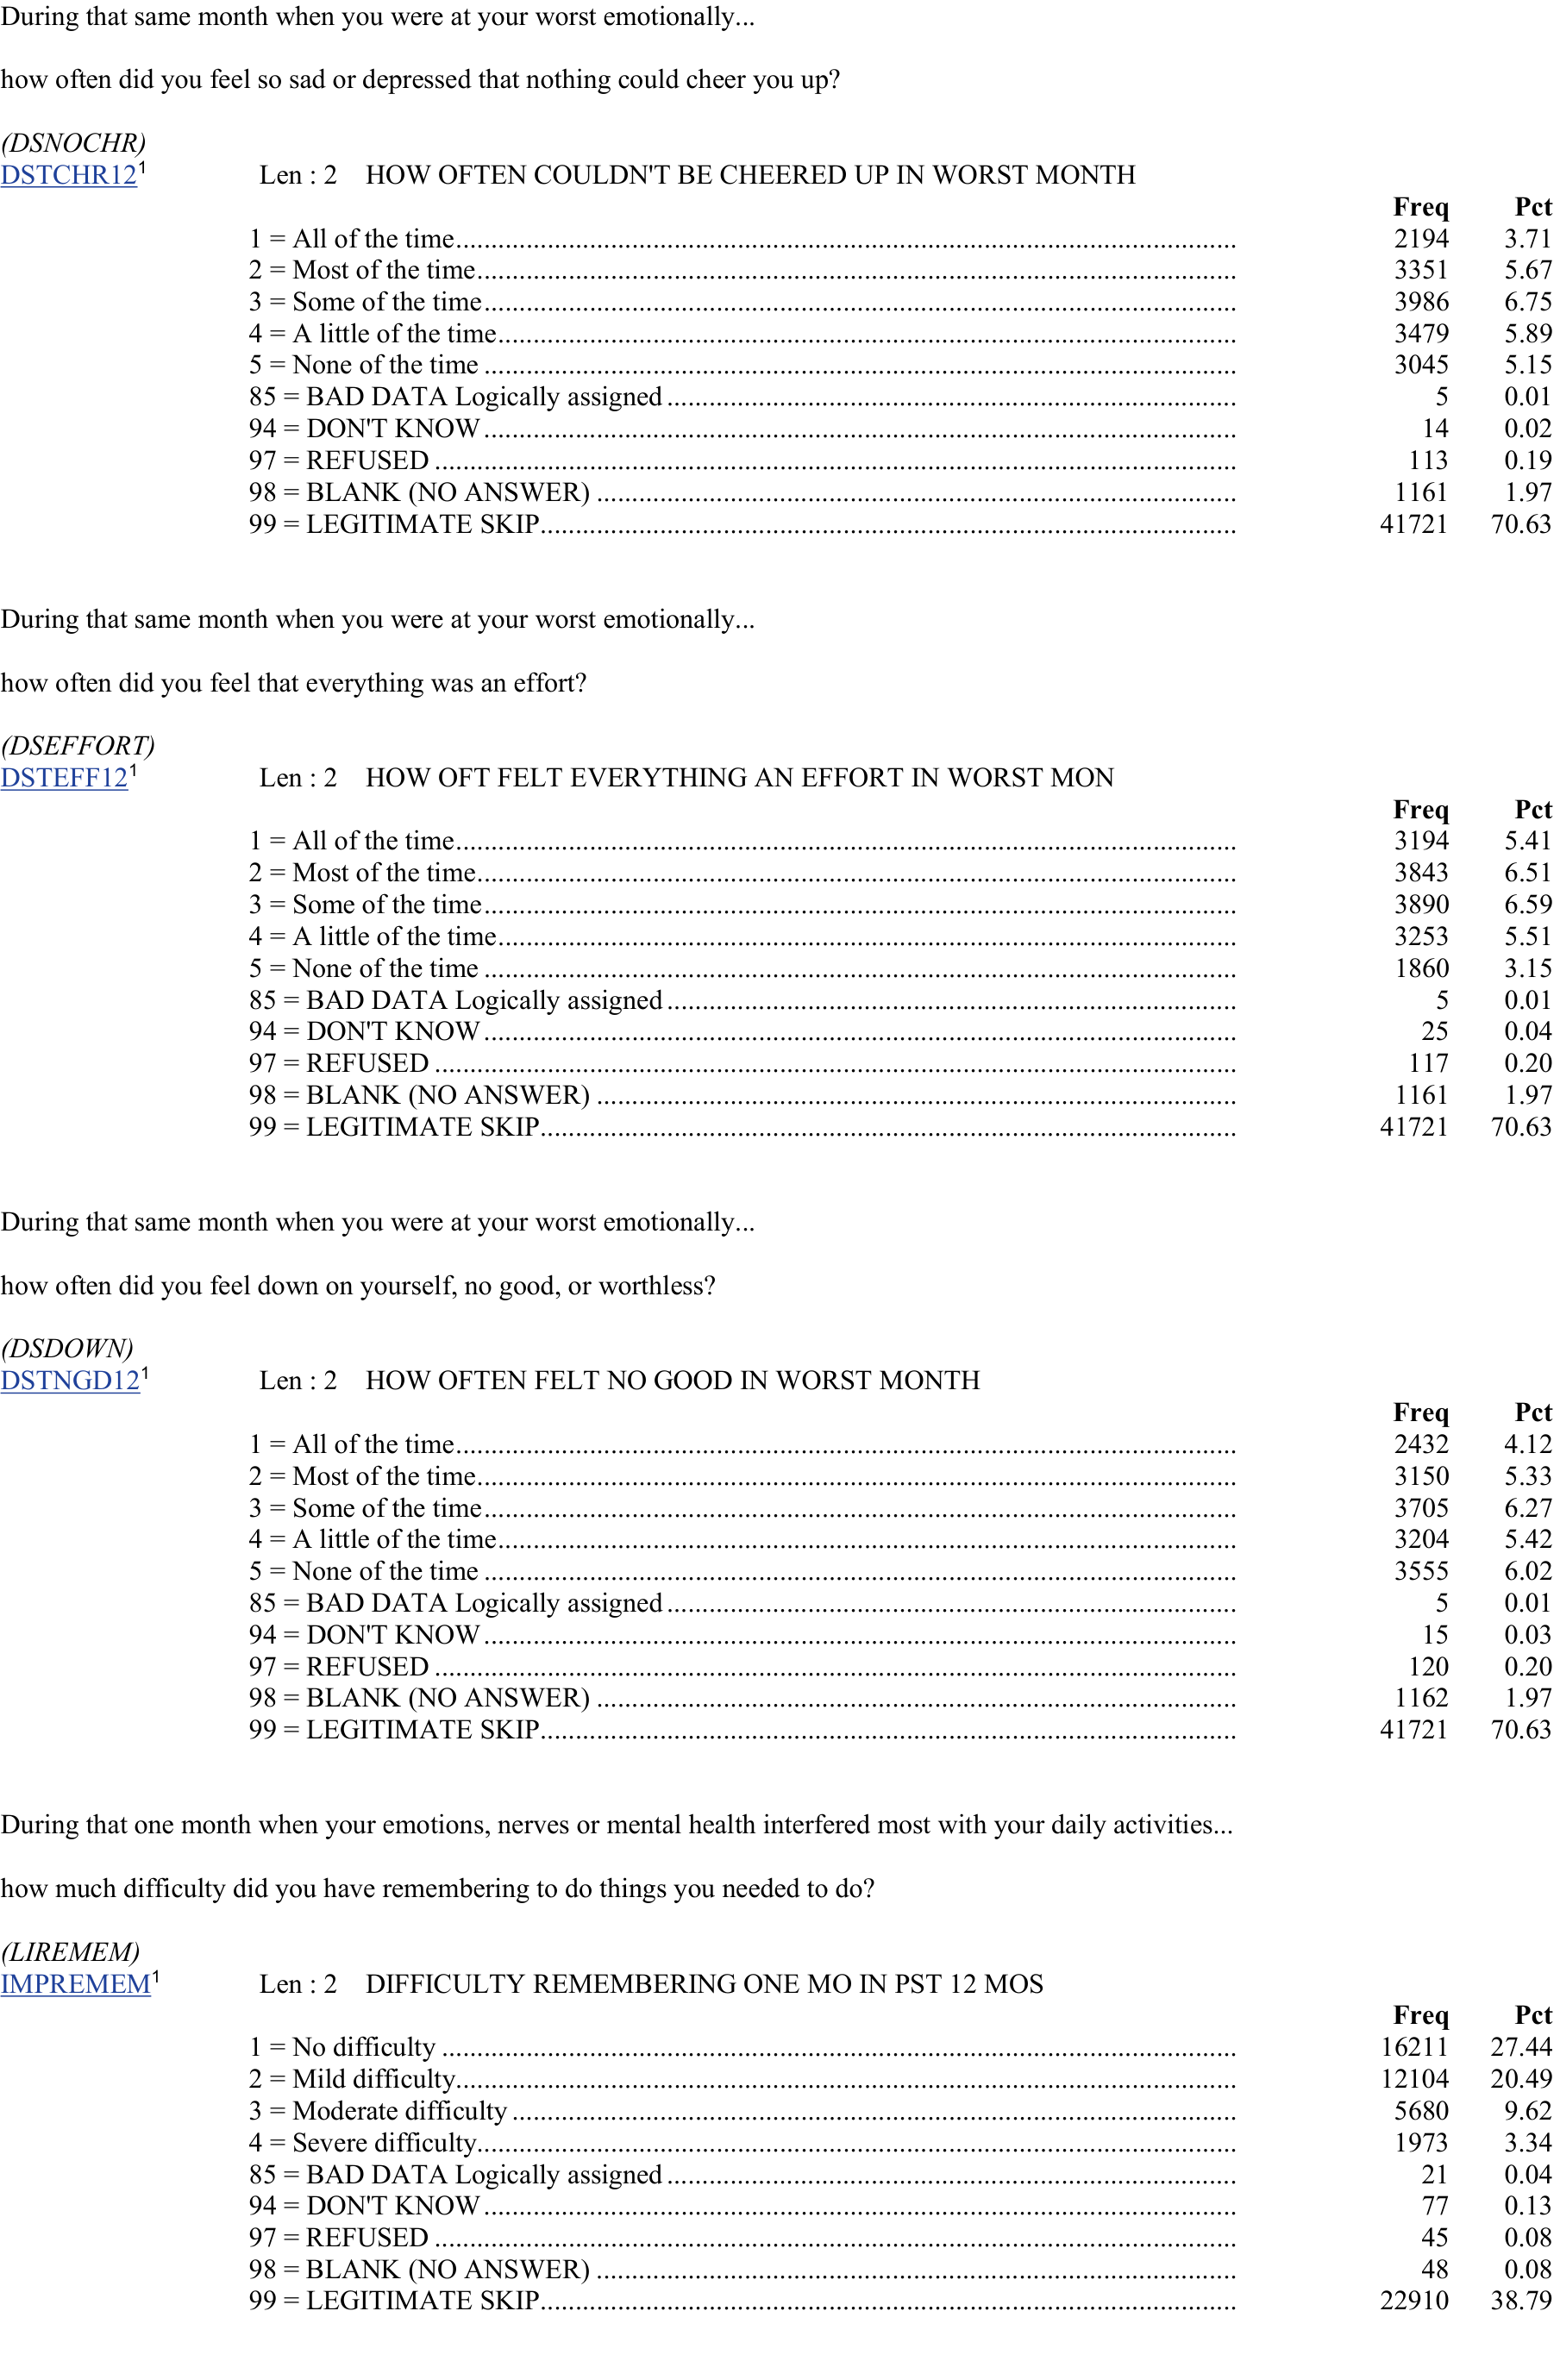 During that same month when you were at your worst emotionally...
how often did you feel so sad or depressed that nothing could cheer you up?
(DSNOCHR)
DSTCHR12¹ Len : 2 HOW OFTEN COULDN'T BE CHEERED UP IN WORST MONTH
Freq Pct
1 = All of the time 2194 3.71
2 = Most of the time 3351 5.67
3 = Some of the time 3986 6.75
4 = A little of the time 3479 5.89
5 = None of the time 3045 5.15
85 = BAD DATA Logically assigned 5 0.01
94 = DON'T KNOW 14 0.02
97 = REFUSED 113 0.19
98 = BLANK (NO ANSWER) 1161 1.97
99 = LEGITIMATE SKIP 41721 70.63
During that same month when you were at your worst emotionally...
how often did you feel that everything was an effort?
(DSEFFORT)
DSTEFF12¹ Len : 2 HOW OFT FELT EVERYTHING AN EFFORT IN WORST MON
Freq Pct
1 = All of the time 3194 5.41
2 = Most of the time 3843 6.51
3 = Some of the time 3890 6.59
4 = A little of the time 3253 5.51
5 = None of the time 1860 3.15
85 = BAD DATA Logically assigned 5 0.01
94 = DON'T KNOW 25 0.04
97 = REFUSED 117 0.20
98 = BLANK (NO ANSWER) 1161 1.97
99 = LEGITIMATE SKIP 41721 70.63
During that same month when you were at your worst emotionally...
how often did you feel down on yourself, no good, or worthless?
(DSDOWN)
DSTNGD12¹ Len : 2 HOW OFTEN FELT NO GOOD IN WORST MONTH
Freq Pct
1 = All of the time 2432 4.12
2 = Most of the time 3150 5.33
3 = Some of the time 3705 6.27
4 = A little of the time 3204 5.42
5 = None of the time 3555 6.02
85 = BAD DATA Logically assigned 5 0.01
94 = DON'T KNOW 15 0.03
97 = REFUSED 120 0.20
98 = BLANK (NO ANSWER) 1162 1.97
99 = LEGITIMATE SKIP 41721 70.63
During that one month when your emotions, nerves or mental health interfered most with your daily activities...
how much difficulty did you have remembering to do things you needed to do?
(LIREMEM)
IMPREMEM¹ Len : 2 DIFFICULTY REMEMBERING ONE MO IN PST 12 MOS
Freq Pct
1 = No difficulty 16211 27.44
2 = Mild difficulty 12104 20.49
3 = Moderate difficulty 5680 9.62
4 = Severe difficulty 1973 3.34
85 = BAD DATA Logically assigned 21 0.04
94 = DON'T KNOW 77 0.13
97 = REFUSED 45 0.08
98 = BLANK (NO ANSWER) 48 0.08
99 = LEGITIMATE SKIP 22910 38.79